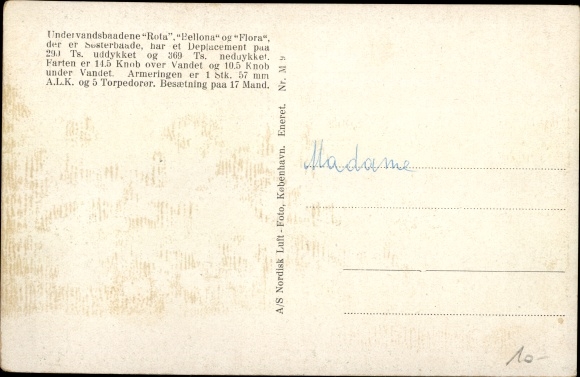 Undervandsbaadene "Rota", "Bellona" og "Flora",
der er Søsterbaade, har et Deplacement paa
290 Ts. uddykket og 369 Ts. neddykket.
Farten er 14.5 Knob over Vandet og 10.5 Knob
under Vandet. Armeringen er 1 Stk. 57 mm
A.L.K. og 5 Torpedorør. Besætning paa 17 Mand.
A/S Nordisk Luft-Foto, København. Eneret. Nr. M 9
Madame
10-